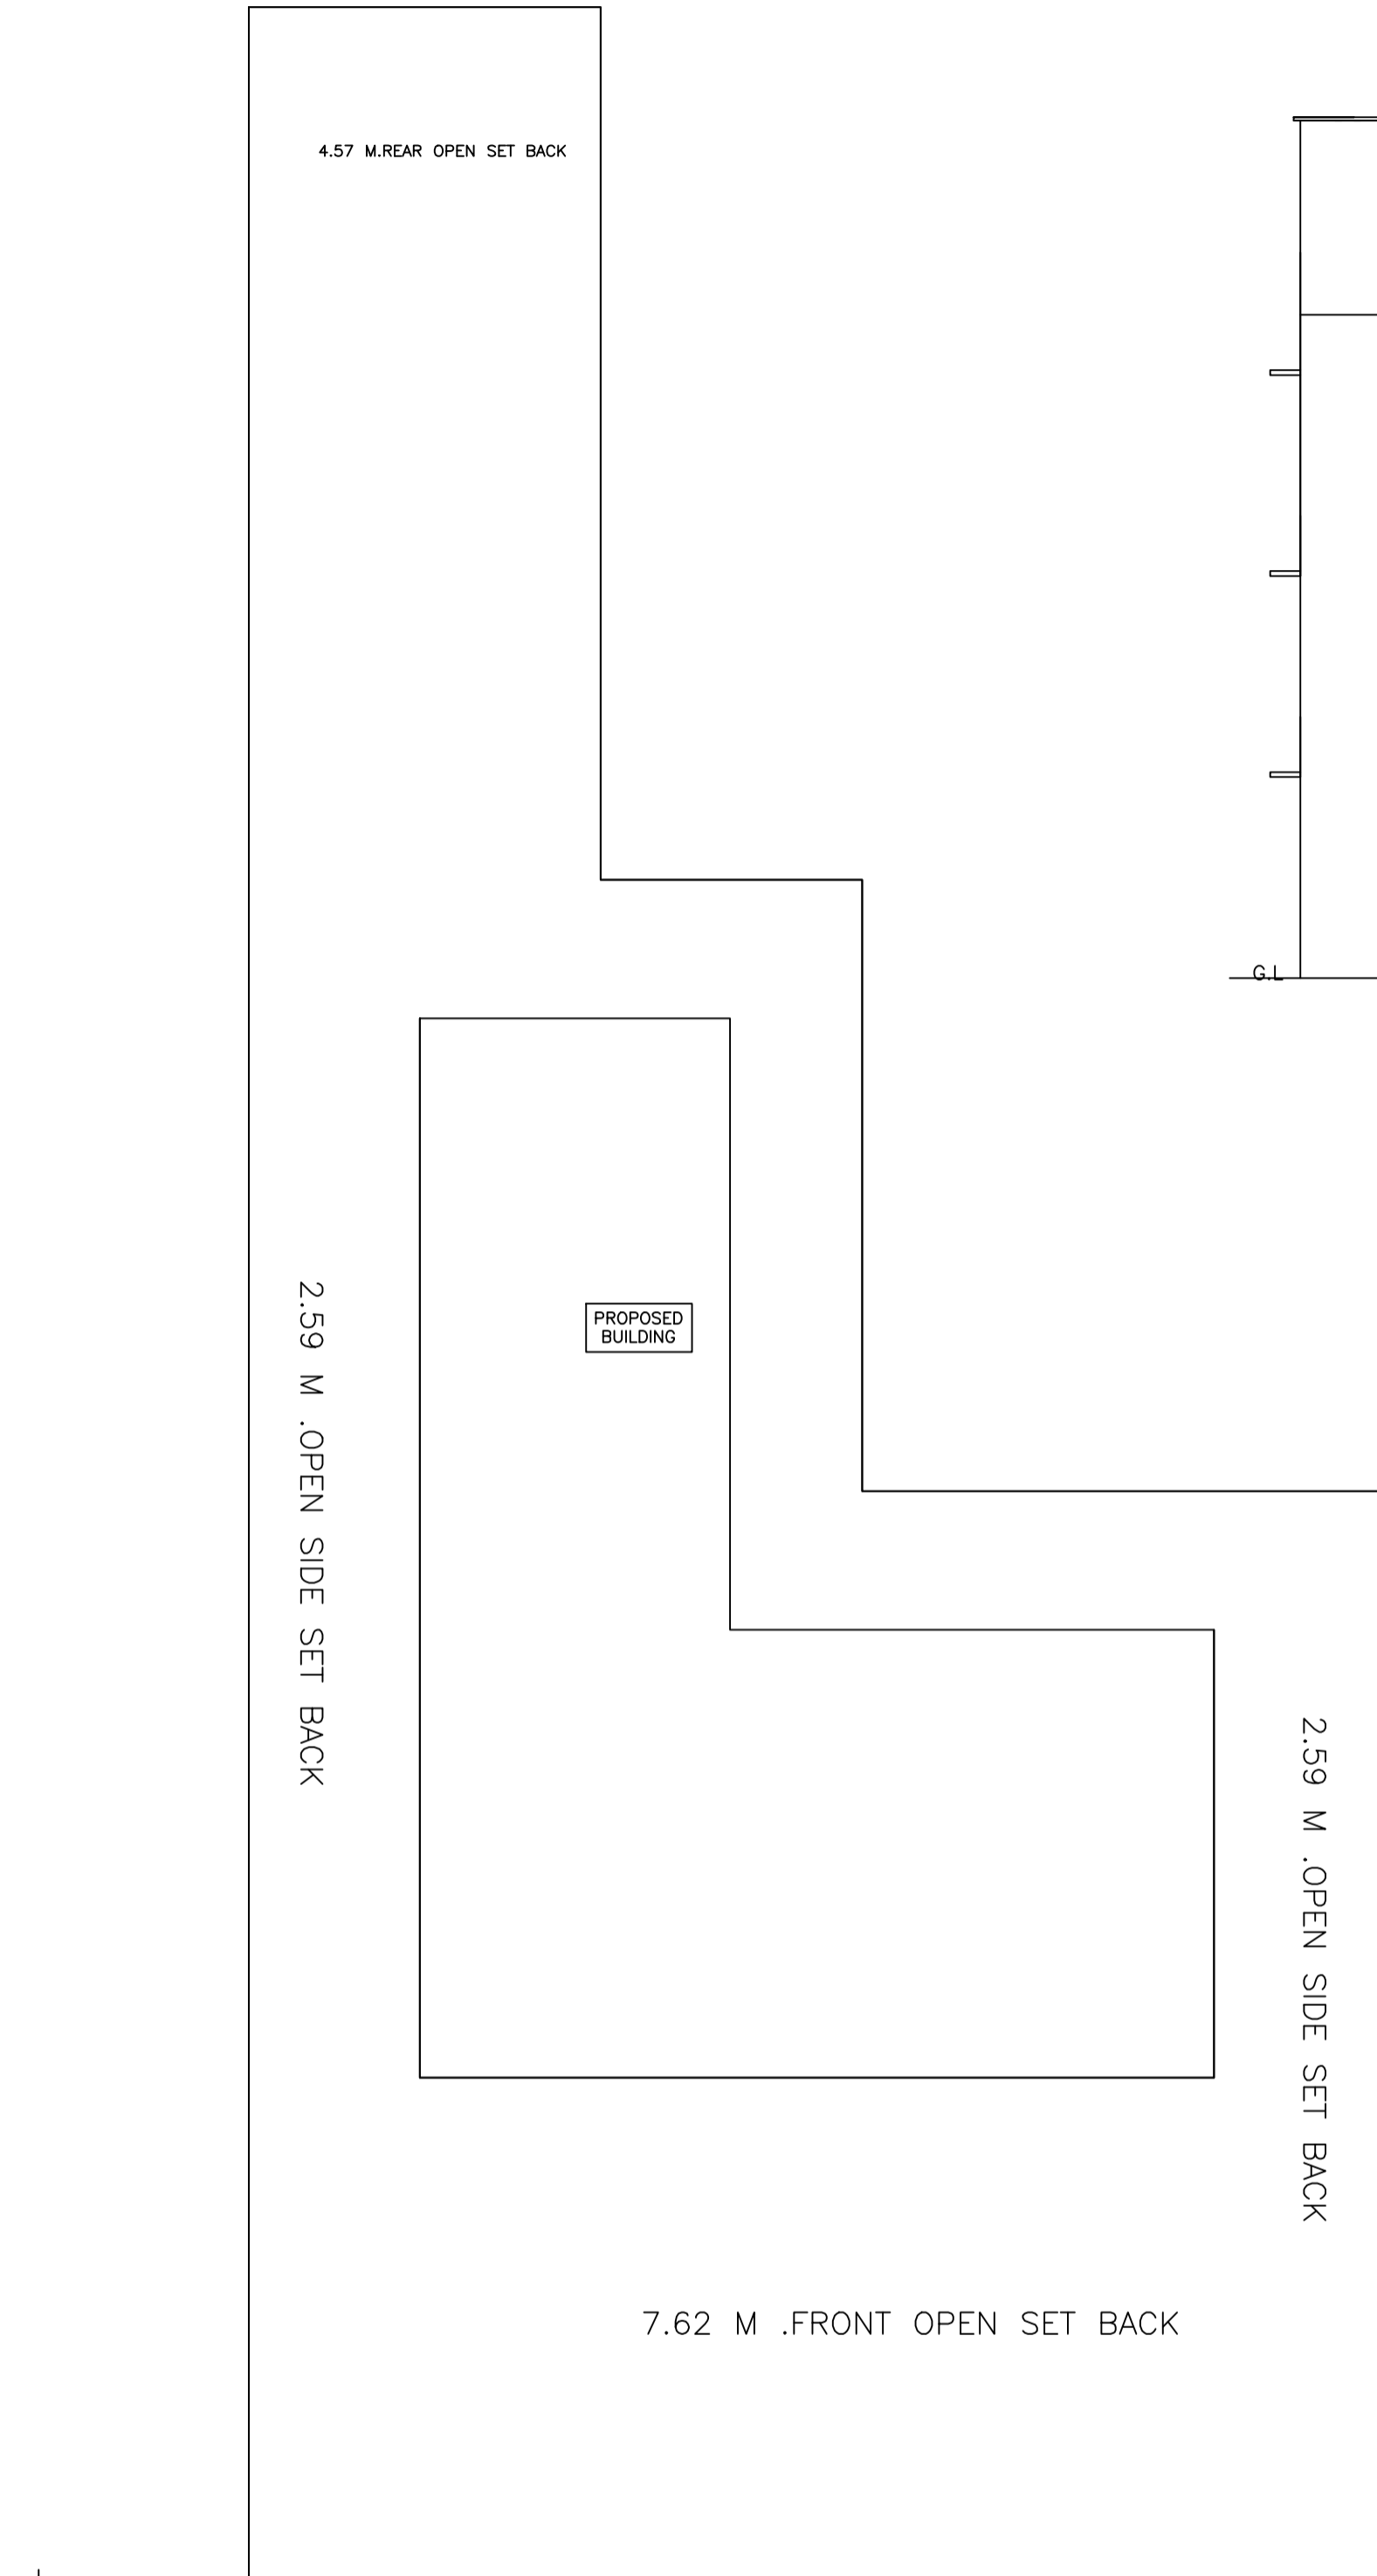 4.57 M.REAR OPEN SET BACK
G.L
PROPOSED
BUILDING
2.59 M .OPEN SIDE SET BACK
2.59 M .OPEN SIDE SET BACK
7.62 M .FRONT OPEN SET BACK